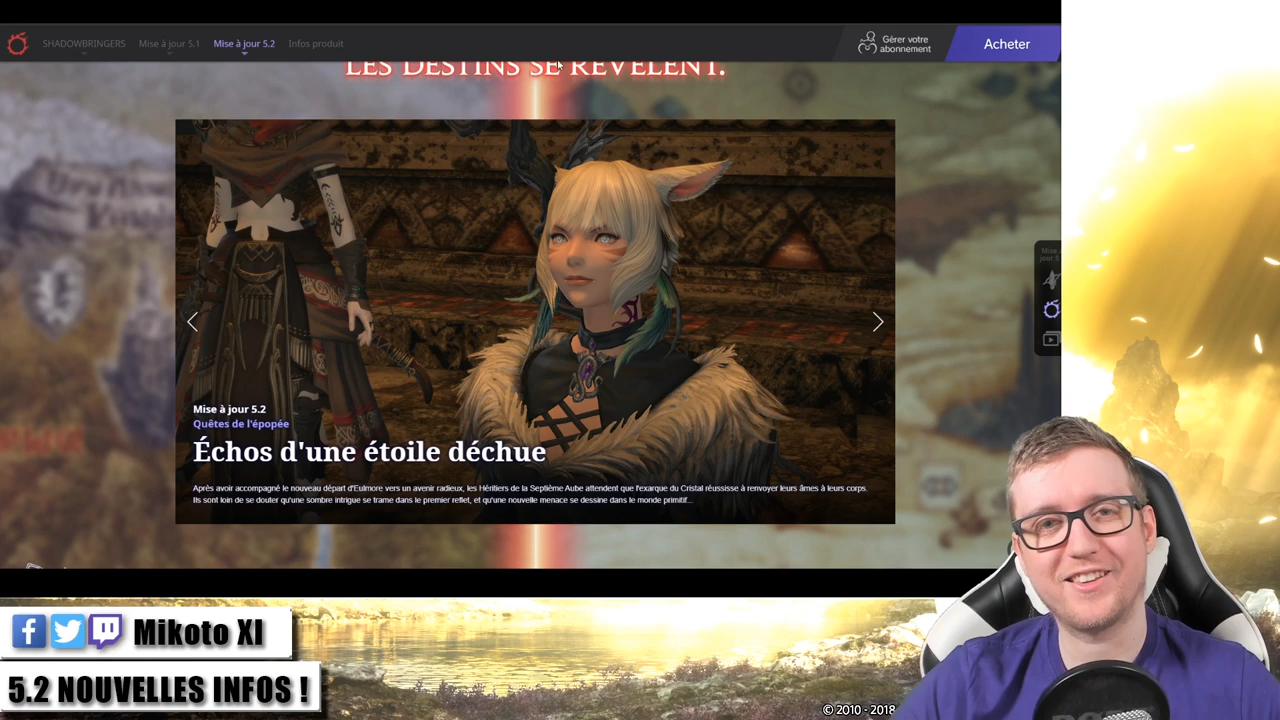 SHADOWBRINGERS
Mise à jour 5.1
Mise à jour 5.2
Infos produit
Gérer votre
abonnement
Acheter
LES DESTINS SE RÉVÈLENT.
Mise
jour 5
Mise à jour 5.2
Quêtes de l'épopée
Échos d'une étoile déchue
Après avoir accompagné le nouveau départ d'Eulmore vers un avenir radieux, les Héritiers de la Septième Aube attendent que l'exarque du Cristal réussisse à renvoyer leurs âmes à leurs corps.
Ils sont loin de se douter qu'une sombre intrigue se trame dans le premier reflet, et qu'une nouvelle menace se dessine dans le monde primitif...
Mikoto XI
5.2 NOUVELLES INFOS !
© 2010 - 2018